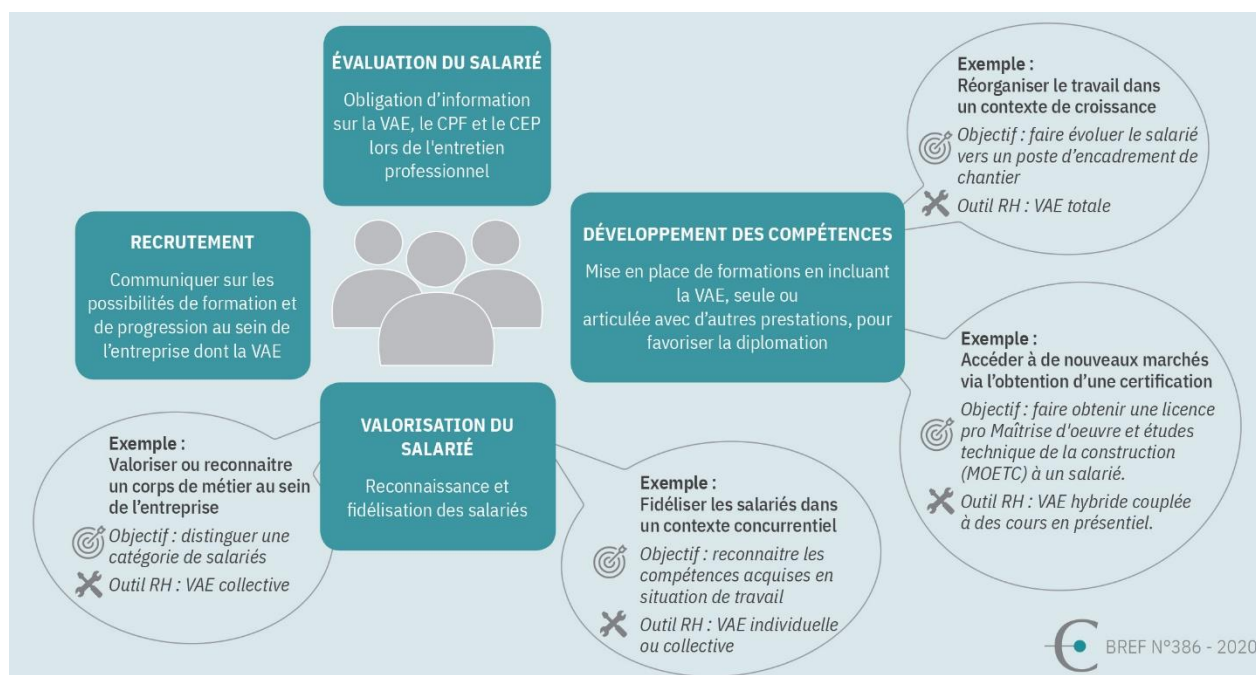 ÉVALUATION DU SALARIÉ
Obligation d'information
sur la VAE, le CPF et le CEP
lors de l'entretien
professionnel
RECRUTEMENT
Communiquer sur les
possibilités de formation et
de progression au sein de
l'entreprise dont la VAE
DÉVELOPPEMENT DES COMPÉTENCES
Mise en place de formations en incluant
la VAE, seule ou
articulée avec d'autres prestations, pour
favoriser la diplomation
Exemple :
Réorganiser le travail dans
un contexte de croissance
Objectif : faire évoluer le salarié
vers un poste d'encadrement de
chantier
Outil RH : VAE totale
Exemple :
Accéder à de nouveaux marchés
via l'obtention d'une certification
Objectif : faire obtenir une licence
pro Maîtrise d'oeuvre et études
technique de la construction
(MOETC) à un salarié.
Outil RH : VAE hybride couplée
à des cours en présentiel.
VALORISATION DU
SALARIÉ
Reconnaissance et
fidélisation des salariés
Exemple :
Valoriser ou reconnaitre
un corps de métier au sein
de l'entreprise
Objectif : distinguer une
catégorie de salariés
Outil RH : VAE collective
Exemple :
Fidéliser les salariés dans
un contexte concurrentiel
Objectif : reconnaitre les
compétences acquises en
situation de travail
Outil RH : VAE individuelle
ou collective
C BREF N°386 - 2020